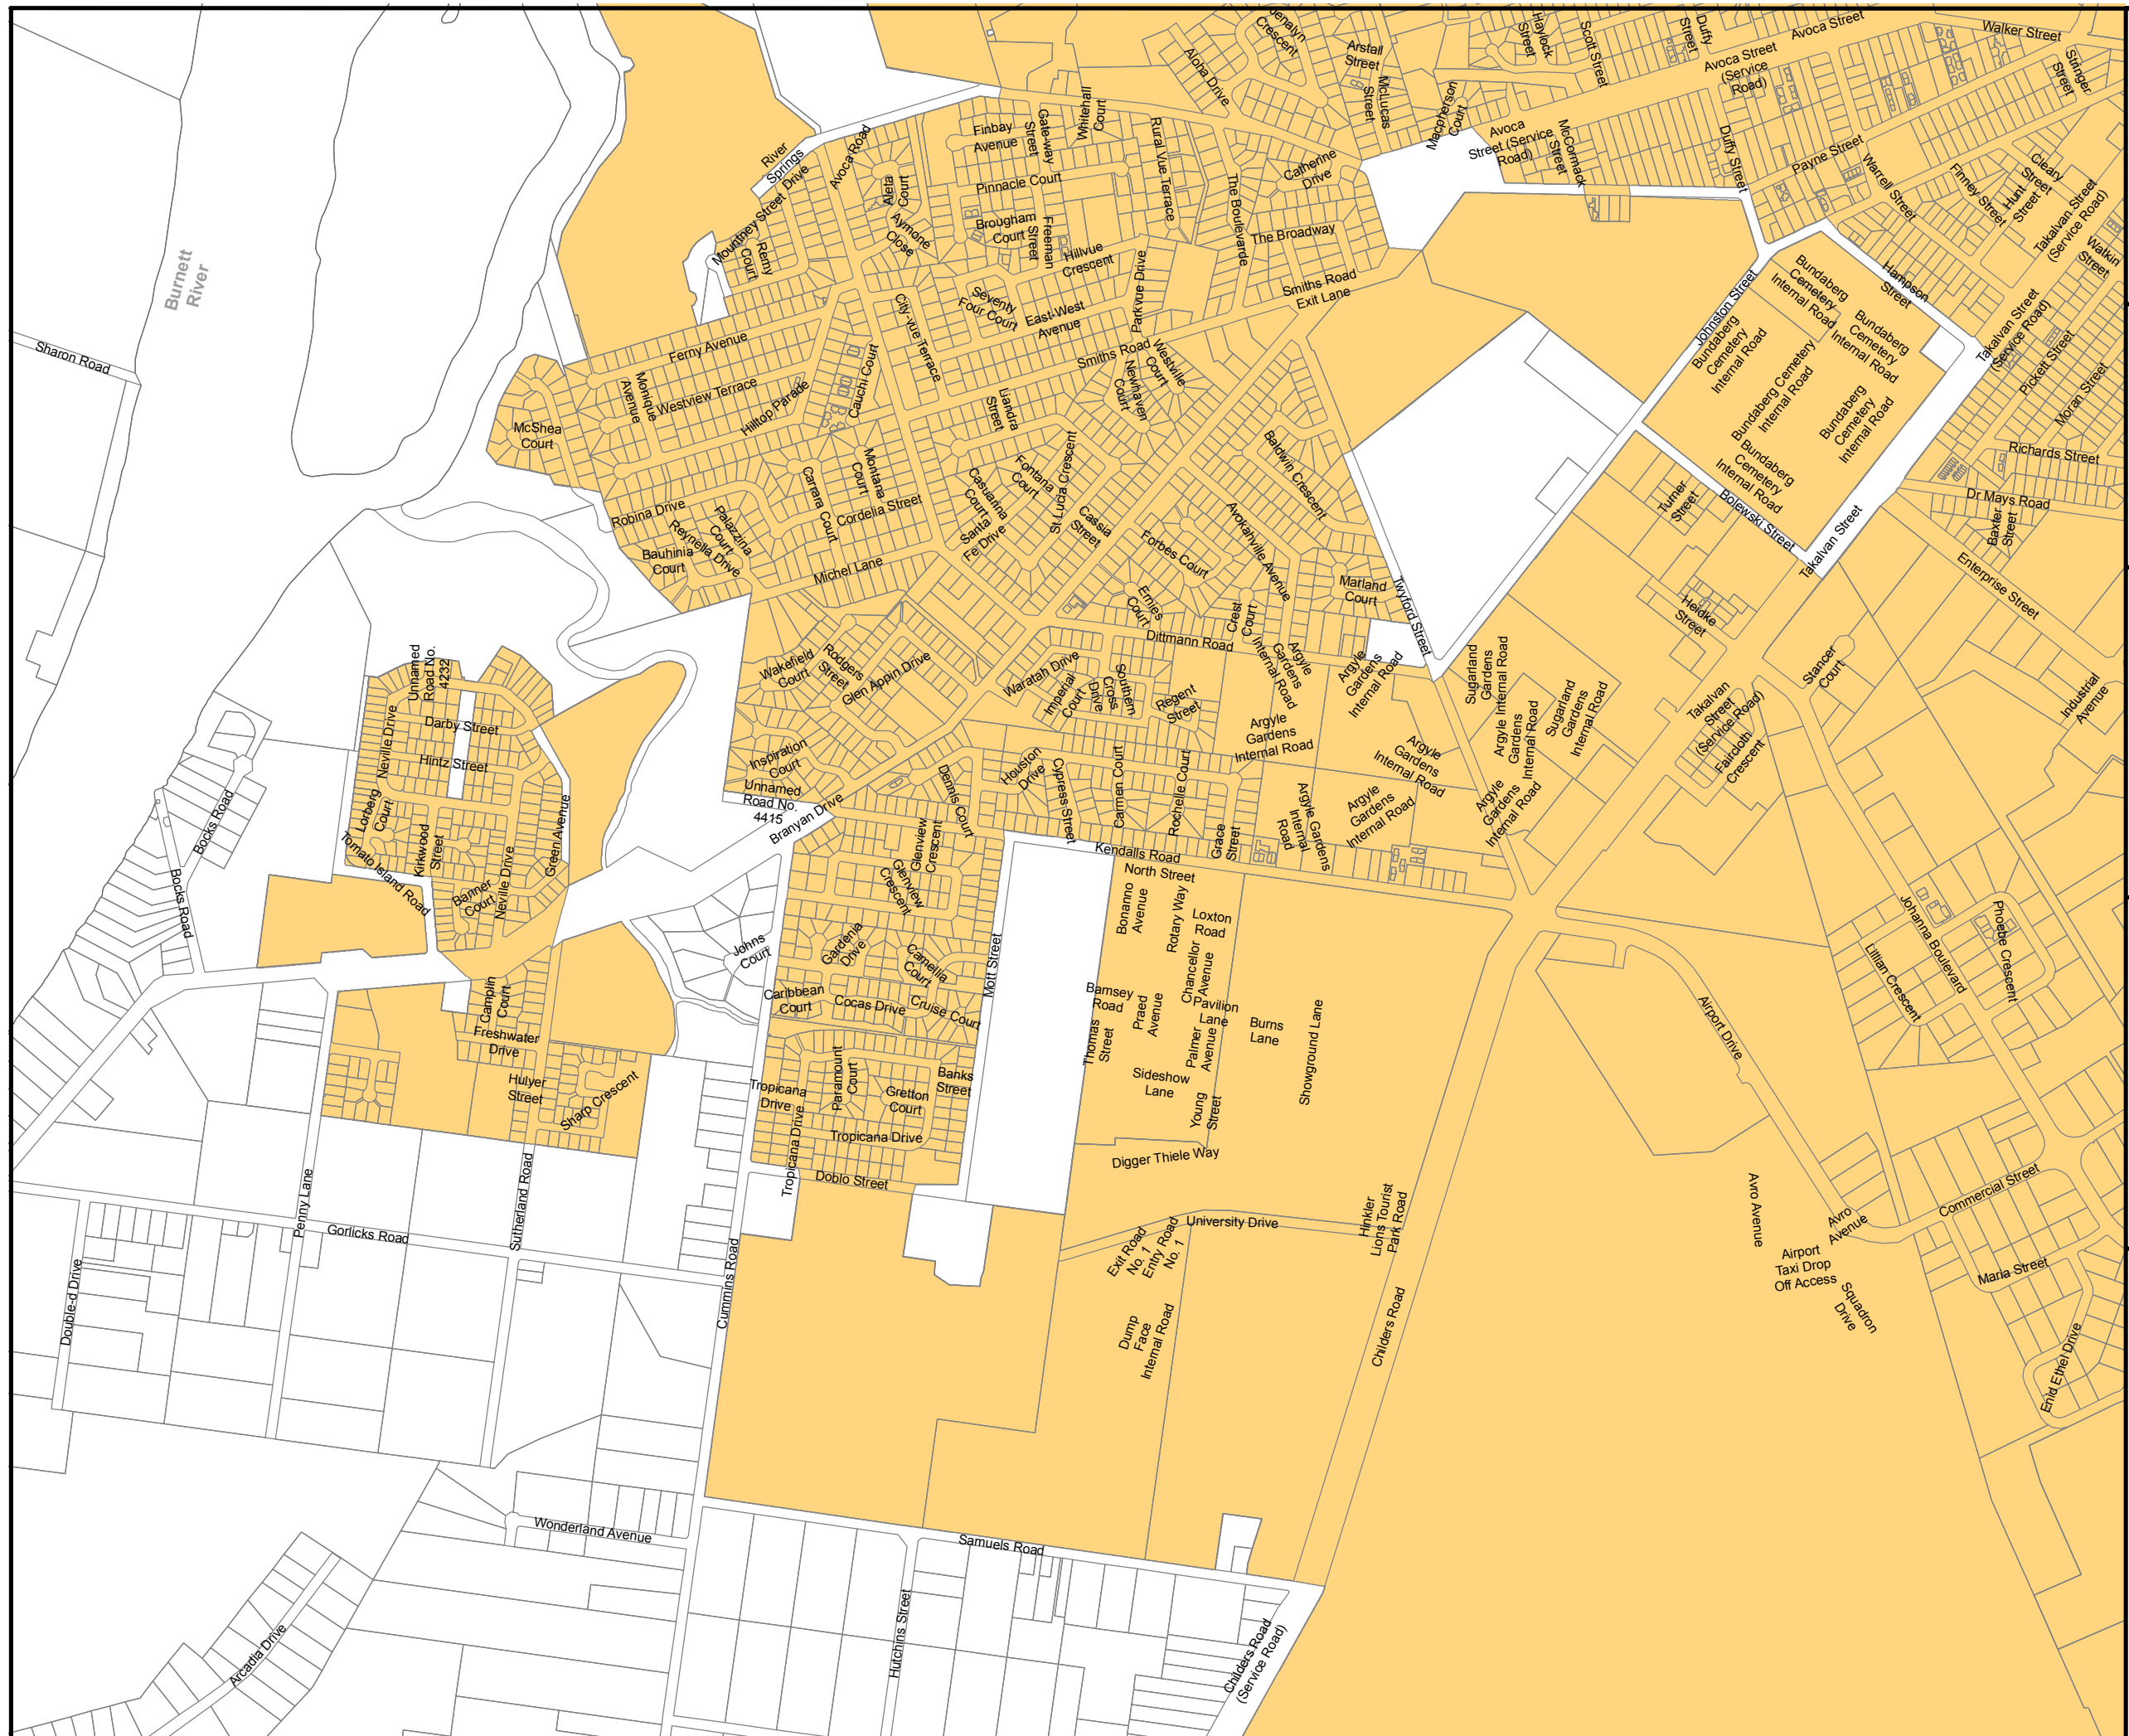 Jenalyn
Crescent
Aloha Drive
Arstall
Street
McLucas
Street
Haylock
Street
Scott Street
Duffy
Street
Avoca Street
Avoca Street
(Service
Road)
Walker Street
Stringer
Street
Macpherson
Court
Avoca
Street (Service
Road)
McCormack
Street
Duffy Street
Payne Street
Warrell Street
Finney Street
Cleary
Street
Hunt
Street
Takalvan Street
(Service Road)
Watkin
Street
River
Springs
Drive
Avoca Road
Mountney Street
Remy
Court
Aleta
Court
Aymone
Close
Finbay
Avenue
Gate-way
Street
Whitehall
Court
Pinnacle Court
Brougham
Court
Freeman
Street
Hillvue
Crescent
Rural Vue Terrace
The Boulevarde
Catherine
Drive
The Broadway
Smiths Road
Exit Lane
Seventy
Four Court
East-West
Avenue
Parkvue Drive
City-vue Terrace
Smiths Road
Westville
Court
Newhaven
Court
Burnett
River
Sharon Road
Ferny Avenue
Monique
Avenue
Westview Terrace
Hilltop Parade
Cauchi Court
McShea
Court
Liandra
Street
Johnston Street
Hampson
Street
Bundaberg
Cemetery
Internal Road
Bundaberg
Cemetery
Internal Road
Bundaberg
Cemetery
Internal Road
Bundaberg Cemetery
Internal Road
Bundaberg
Cemetery
Internal Road
Bundaberg
Cemetery
Internal Road
Takalvan Street
(Service Road)
Pickett Street
Moran Street
Richards Street
Dr Mays Road
Baxter
Street
Enterprise Street
Bolewski Street
Takalvan Street
Turner
Street
Heidke
Street
Robina Drive
Palazzina
Court
Reynella Drive
Bauhinia
Court
Michel Lane
Carrara Court
Montana
Court
Cordelia Street
Casuarina
Court
Fontana
Court
Santa
Fe Drive
St Lucia Crescent
Cassia
Street
Baldwin Crescent
Avokahville Avenue
Forbes Court
Ernies
Court
Crest
Court
Marland
Court
Twyford Street
Dittmann Road
Wakefield
Court
Rodgers
Street
Glen Appin Drive
Waratah Drive
Imperial
Court
Southern
Cross
Drive
Regent
Street
Argyle
Gardens
Internal Road
Argyle
Gardens
Internal Road
Argyle
Gardens
Internal Road
Argyle
Gardens
Internal Road
Argyle
Gardens
Internal Road
Argyle Gardens
Internal
Road
Argyle
Gardens
Internal Road
Sugarland
Gardens
Internal Road
Argyle
Gardens
Internal Road
Sugarland
Gardens
Internal Road
Takalvan
Street
(Service Road)
Faircloth
Crescent
Stancer
Court
Industrial
Avenue
Unnamed
Road No.
4232
Darby Street
Hintz Street
Neville Drive
Lorberg
Court
Kirkwood
Street
Tomato Island Road
Banner
Court
Neville Drive
Green Avenue
Bocks Road
Bocks Road
Inspiration
Court
Unnamed
Road No.
4415
Branyan Drive
Dennis Court
Houston
Drive
Cypress Street
Carmen Court
Rochelle Court
Grace
Street
Kendalls Road
North Street
Glenview
Crescent
Glenview
Crescent
Gardenia
Drive
Camellia
Court
Johns
Court
Caribbean
Court
Cocas Drive
Cruise Court
Mott Street
Bonanno
Avenue
Rotary Way
Loxton
Road
Chancellor
Avenue
Bamsey
Road
Praed
Avenue
Pavilion
Lane
Thomas
Street
Palmer
Avenue
Burns
Lane
Showground Lane
Sideshow
Lane
Young
Street
Digger Thiele Way
Camplin
Court
Freshwater
Drive
Hulyer
Street
Sharp Crescent
Tropicana
Drive
Paramount
Court
Gretton
Court
Banks
Street
Tropicana Drive
Tropicana Drive
Doblo Street
Airport Drive
Johanna Boulevard
Lillian Crescent
Phoebe Crescent
Commercial Street
Avro Avenue
Avro
Avenue
Airport
Taxi Drop
Off Access
Squadron
Drive
Maria Street
Enid Ethel Drive
Penny Lane
Gorlicks Road
Sutherland Road
Double-d Drive
Cummins Road
University Drive
Exit Road
No. 1
Entry Road
No. 1
Hinkler
Lions Tourist
Park Road
Dump
Face
Internal Road
Childers Road
Wonderland Avenue
Samuels Road
Hutchins Street
Arcadia Drive
Childers Road
(Service Road)